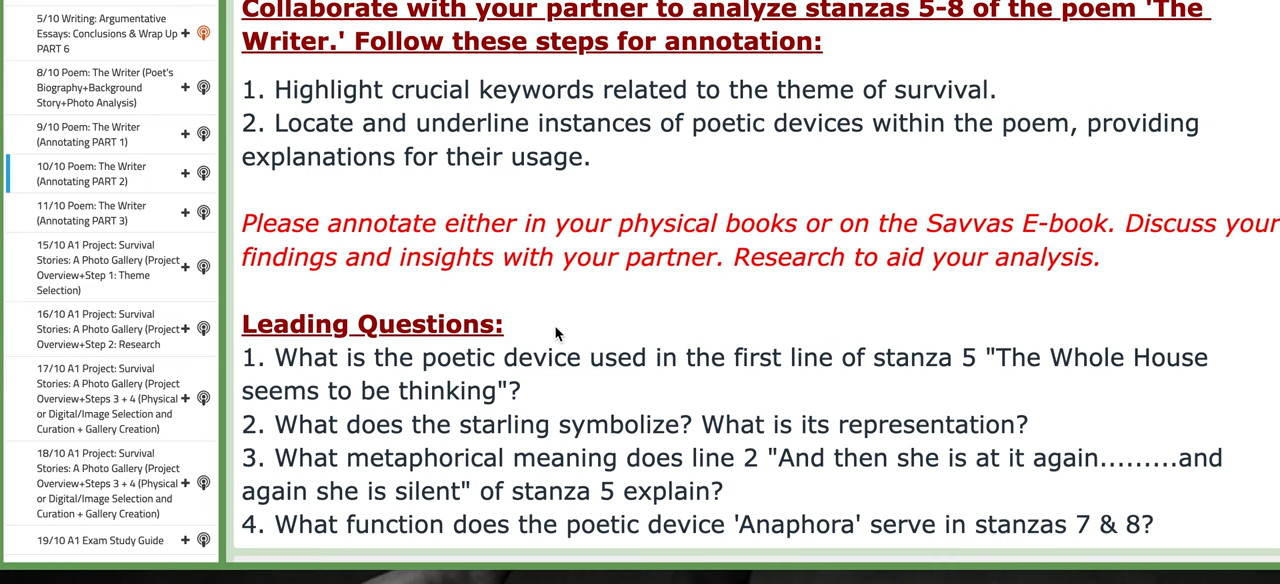 5/10 Writing: Argumentative
Essays: Conclusions & Wrap Up
PART 6
8/10 Poem: The Writer (Poet's
Biography+Background
Story+Photo Analysis)
9/10 Poem: The Writer
(Annotating PART 1)
10/10 Poem: The Writer
(Annotating PART 2)
11/10 Poem: The Writer
(Annotating PART 3)
15/10 A1 Project: Survival
Stories: A Photo Gallery (Project
Overview+Step 1: Theme
Selection)
16/10 A1 Project: Survival
Stories: A Photo Gallery (Project
Overview+Step 2: Research
17/10 A1 Project: Survival
Stories: A Photo Gallery (Project
Overview+Steps 3 + 4 (Physical
or Digital/Image Selection and
Curation + Gallery Creation)
18/10 A1 Project: Survival
Stories: A Photo Gallery (Project
Overview+Steps 3 + 4 (Physical
or Digital/Image Selection and
Curation + Gallery Creation)
19/10 A1 Exam Study Guide
Collaborate with your partner to analyze stanzas 5-8 of the poem 'The
Writer.' Follow these steps for annotation:
1. Highlight crucial keywords related to the theme of survival.
2. Locate and underline instances of poetic devices within the poem, providing
explanations for their usage.
Please annotate either in your physical books or on the Savvas E-book. Discuss your
findings and insights with your partner. Research to aid your analysis.
Leading Questions:
1. What is the poetic device used in the first line of stanza 5 "The Whole House
seems to be thinking"?
2. What does the starling symbolize? What is its representation?
3. What metaphorical meaning does line 2 "And then she is at it again.........and
again she is silent" of stanza 5 explain?
4. What function does the poetic device 'Anaphora' serve in stanzas 7 & 8?